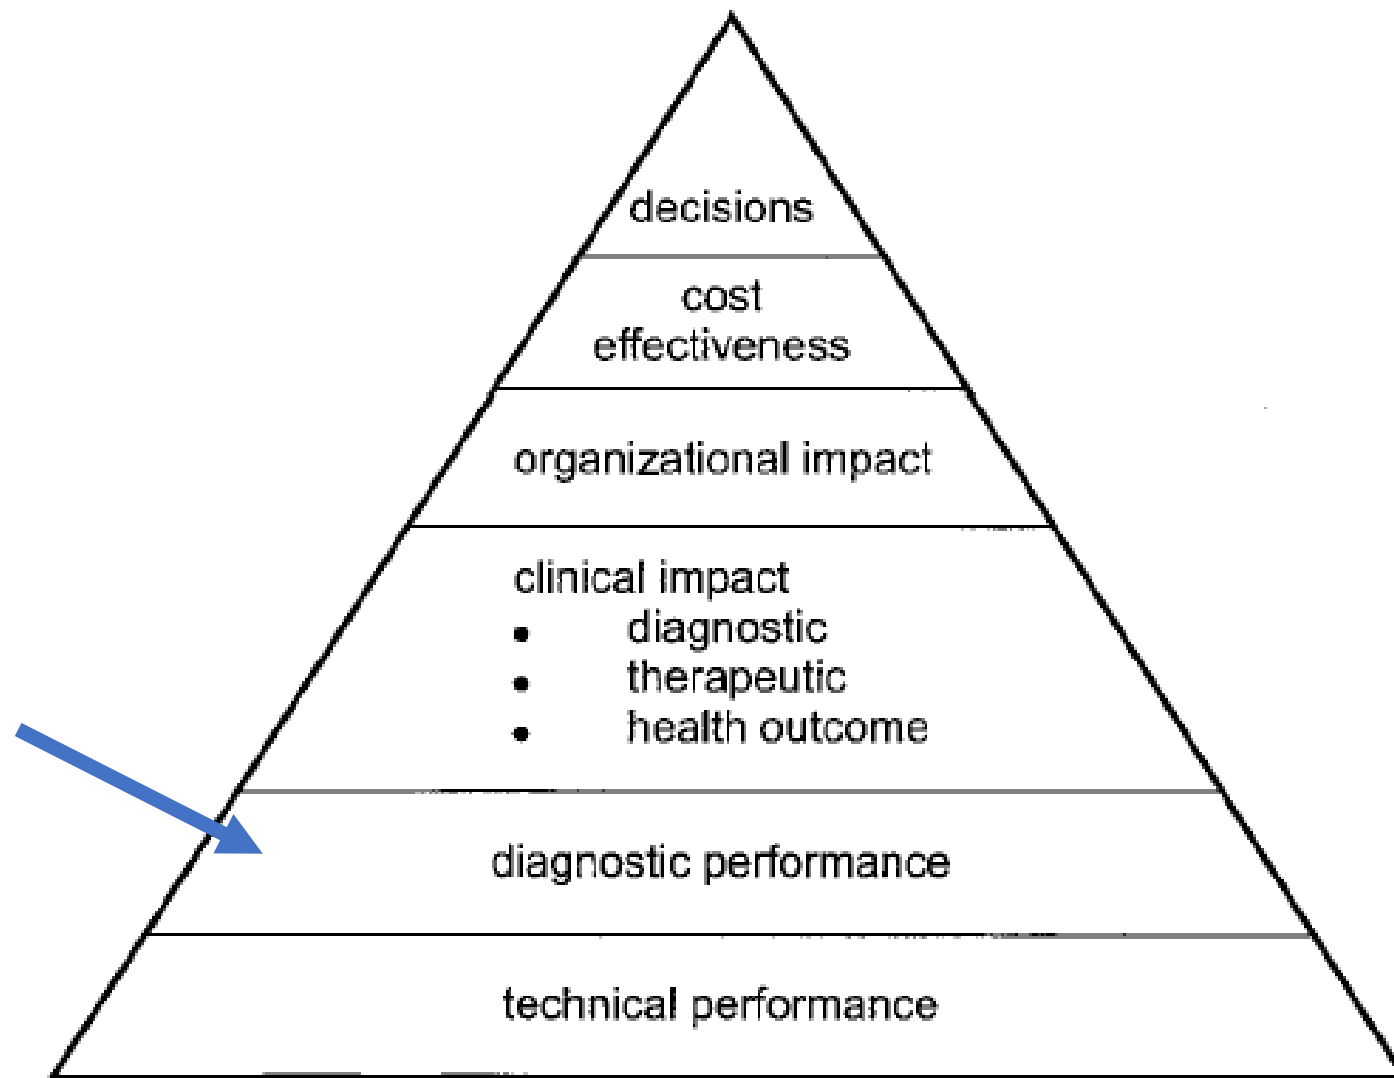 decisions
cost
effectiveness
organizational impact
clinical impact
• diagnostic
• therapeutic
• health outcome
diagnostic performance
technical performance